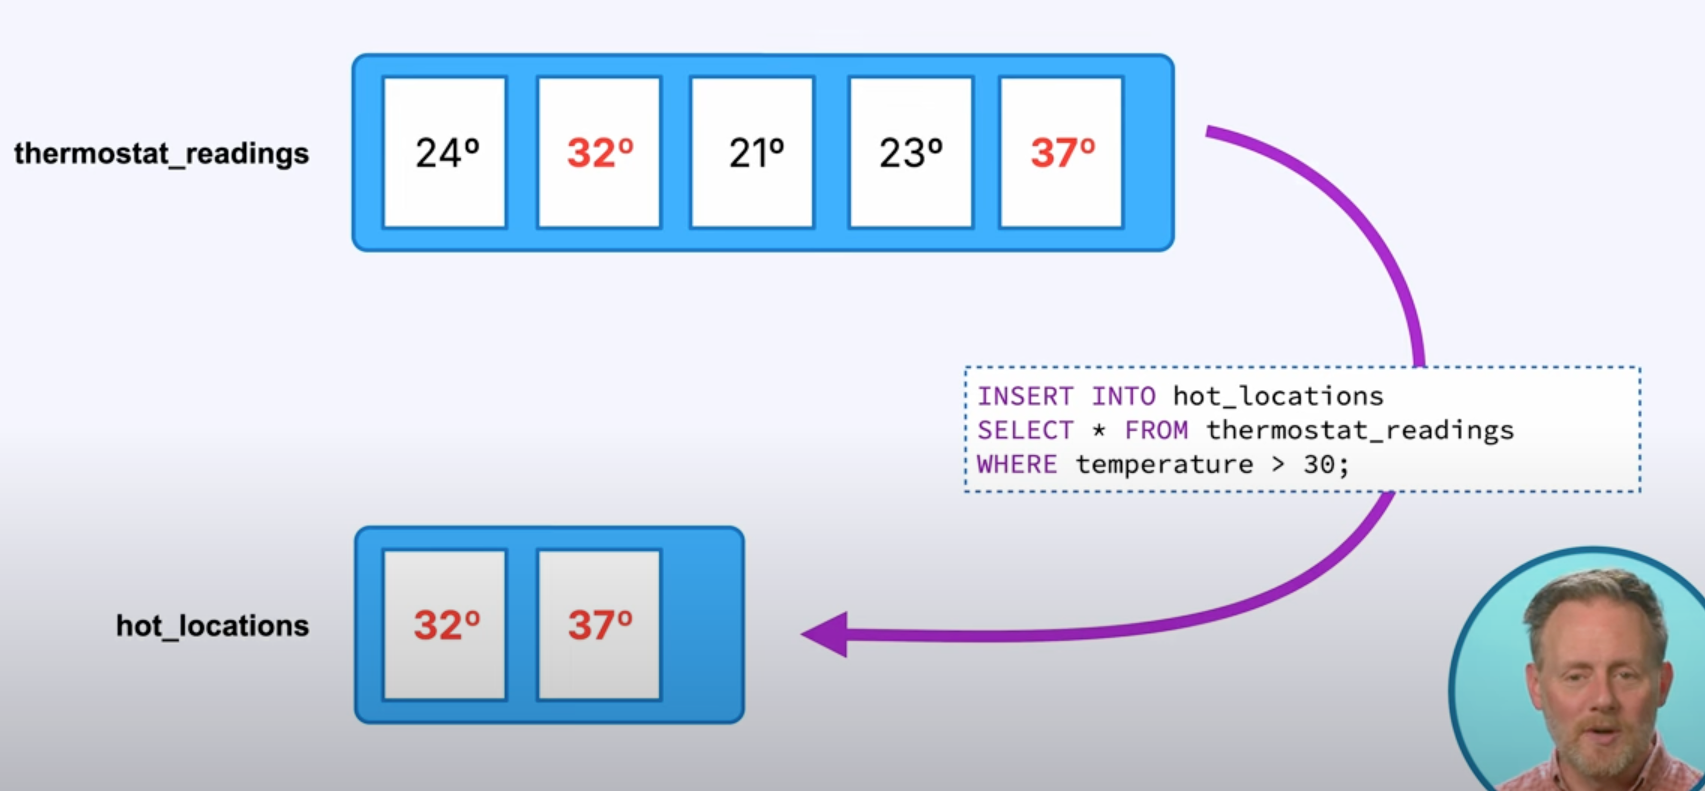 thermostat_readings
24º 32º 21º 23º 37º
INSERT INTO hot_locations
SELECT * FROM thermostat_readings
WHERE temperature > 30;
hot_locations
32º 37º